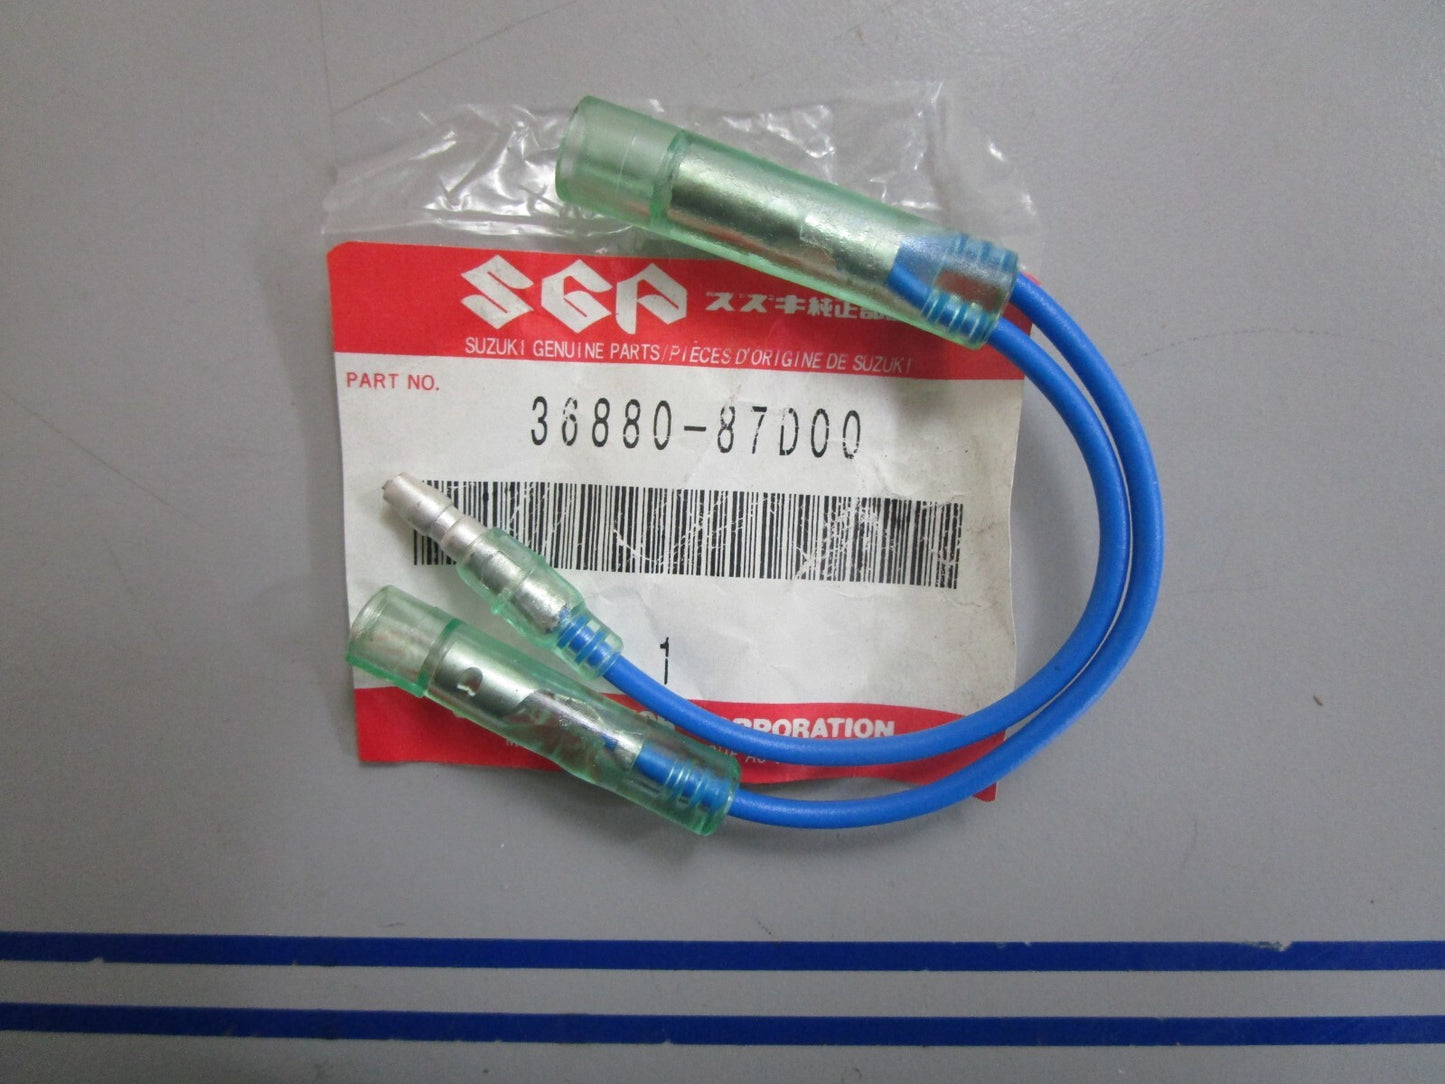 SGP スズキ純正部
SUZUKI GENUINE PARTS/PIÈCES D'ORIGINE DE SUZUKI
PART NO.
36880-87D00
1
CORPORATION